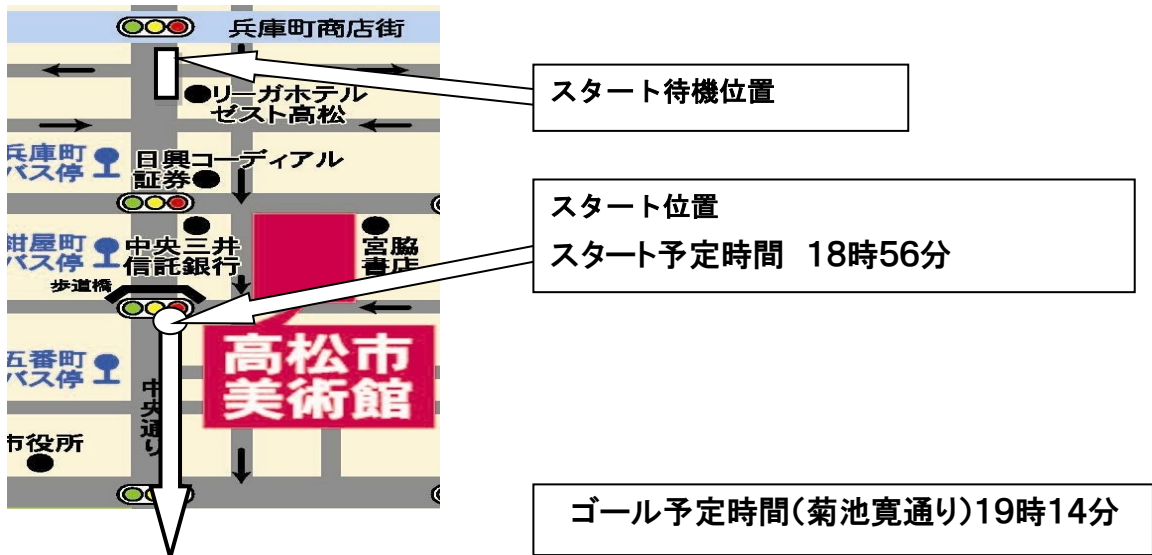 兵庫町商店街
スタート待機位置
リーガホテル
ゼスト高松
兵庫町
バス停
日興コーディアル
証券
スタート位置
スタート予定時間 18時56分
紺屋町
バス停
中央三井
信託銀行
宮脇
書店
歩道橋
高松市
美術館
五番町
バス停
中央通り
市役所
ゴール予定時間(菊池寛通り)19時14分